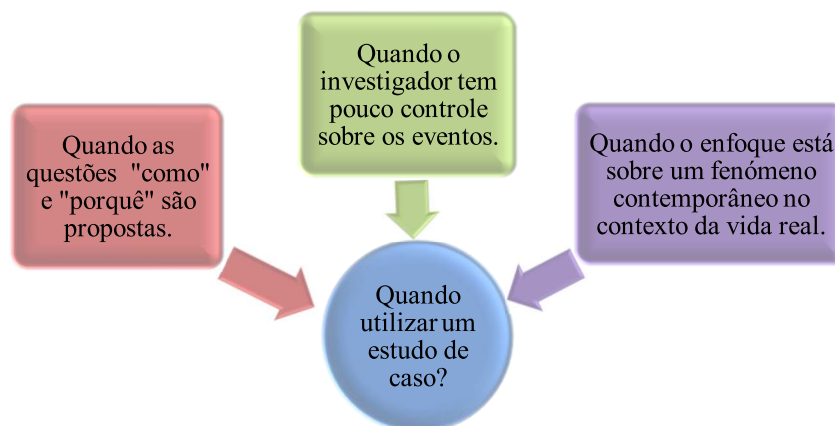 Quando as
questões "como"
e "porquê" são
propostas.
Quando o
investigador tem
pouco controle
sobre os eventos.
Quando o enfoque está
sobre um fenómeno
contemporâneo no
contexto da vida real.
Quando
utilizar um
estudo de
caso?